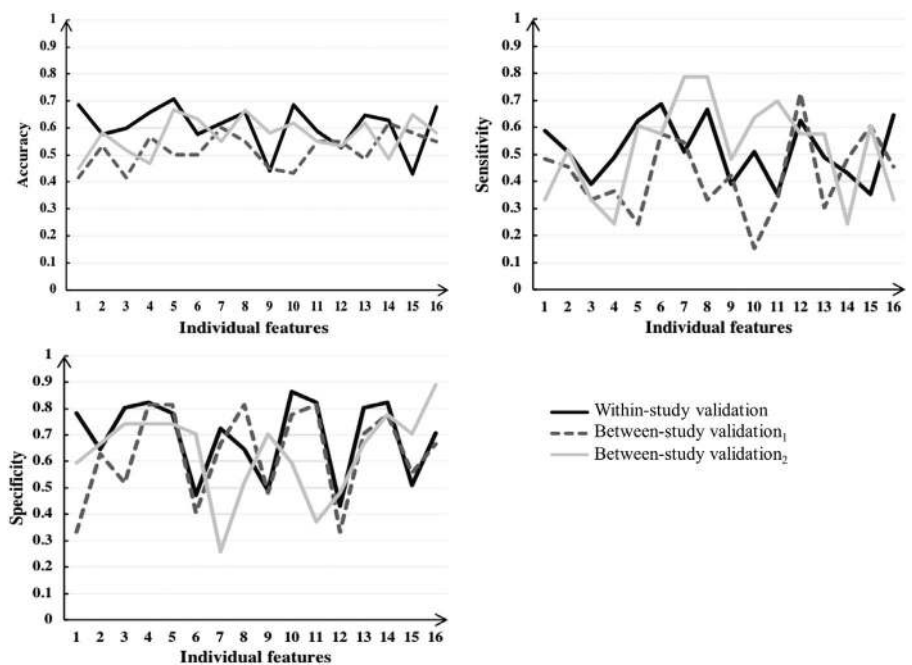 1
0.9
0.8
0.7
0.6
0.5
0.4
0.3
0.2
0.1
0
Accuracy
1 2 3 4 5 6 7 8 9 10 11 12 13 14 15 16
Individual features
1
0.9
0.8
0.7
0.6
0.5
0.4
0.3
0.2
0.1
0
Sensitivity
1 2 3 4 5 6 7 8 9 10 11 12 13 14 15 16
Individual features
1
0.9
0.8
0.7
0.6
0.5
0.4
0.3
0.2
0.1
0
Specificity
1 2 3 4 5 6 7 8 9 10 11 12 13 14 15 16
Individual features
Within-study validation
Between-study validation₁
Between-study validation₂